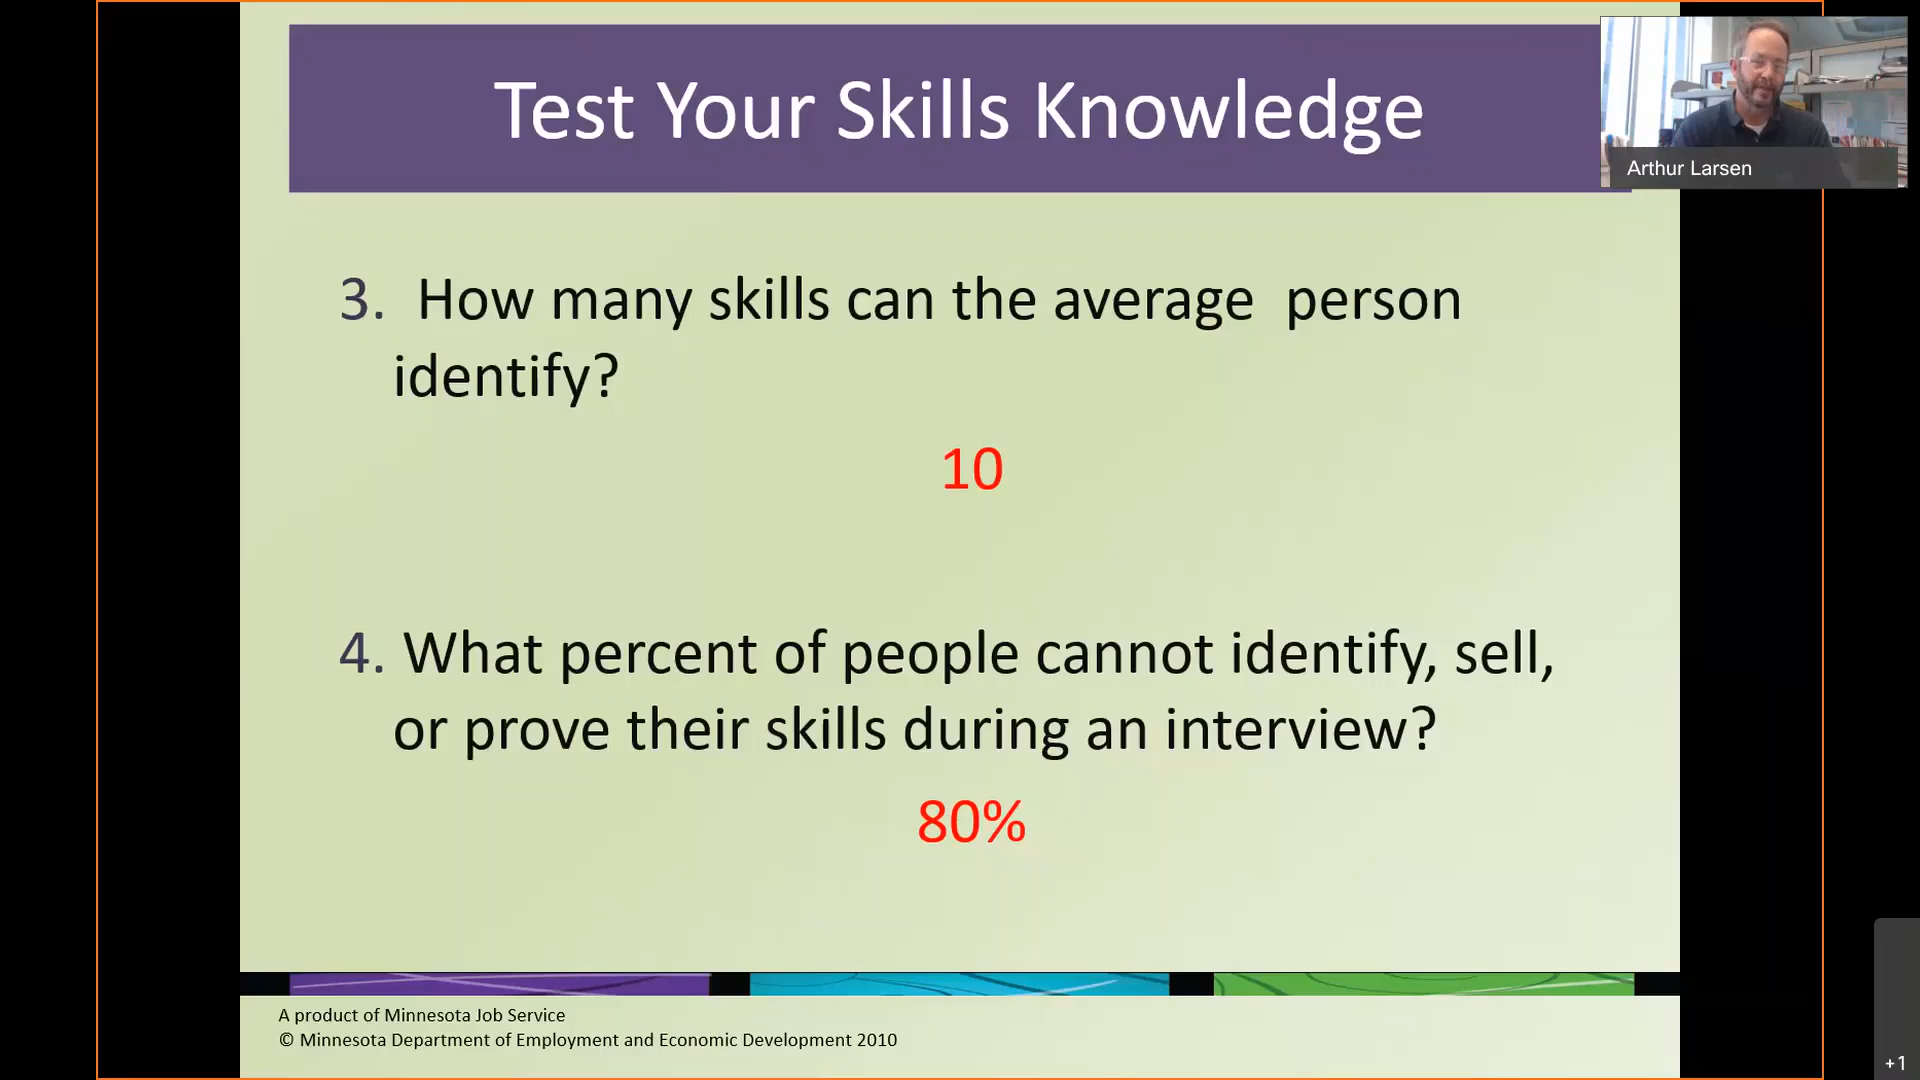 Test Your Skills Knowledge
Arthur Larsen
3. How many skills can the average person
identify?
10
4. What percent of people cannot identify, sell,
or prove their skills during an interview?
80%
A product of Minnesota Job Service
© Minnesota Department of Employment and Economic Development 2010
+1